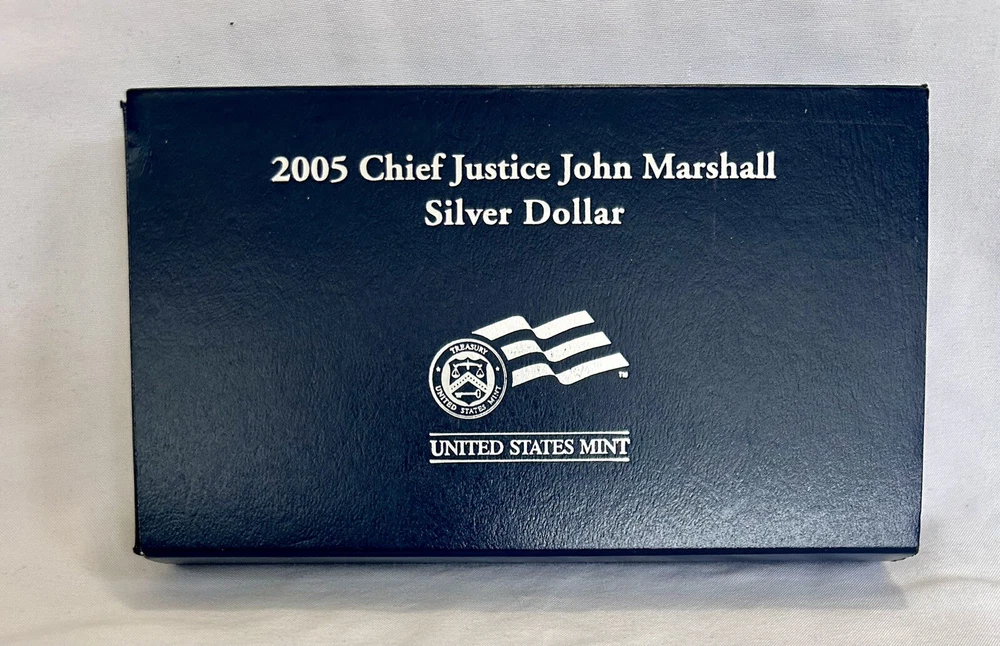 2005 Chief Justice John Marshall
Silver Dollar
TREASURY
UNITED STATES MINT
TM
UNITED STATES MINT